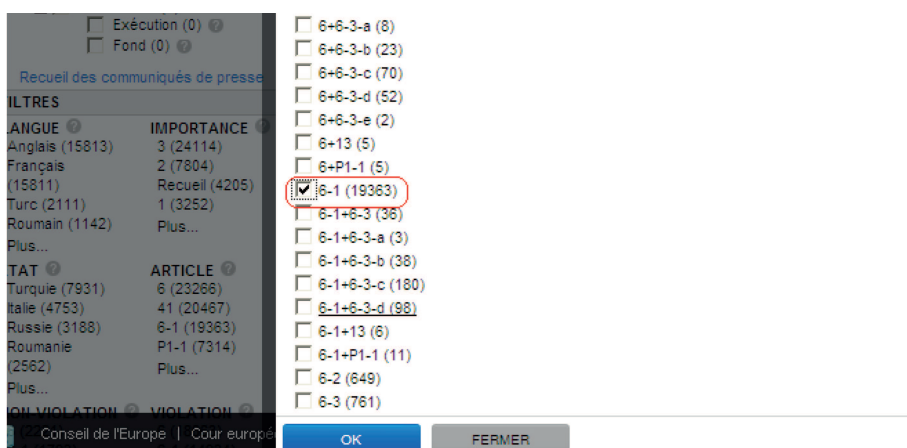 Exécution (0)
Fond (0)
Recueil des communiqués de presse
ILTRES
ANGUE
Anglais (15813)
Français
(15811)
Turc (2111)
Roumain (1142)
Plus...
IMPORTANCE
3 (24114)
2 (7804)
Recueil (4205)
1 (3252)
Plus...
TAT
Turquie (7931)
Italie (4753)
Russie (3188)
Roumanie
(2562)
Plus...
ARTICLE
6 (23266)
41 (20467)
6-1 (19363)
P1-1 (7314)
Plus...
ON-VIOLATION
VIOLATION
Conseil de l'Europe | Cour europé
6+6-3-a (8)
6+6-3-b (23)
6+6-3-c (70)
6+6-3-d (52)
6+6-3-e (2)
6+13 (5)
6+P1-1 (5)
6-1 (19363)
6-1+6-3 (36)
6-1+6-3-a (3)
6-1+6-3-b (38)
6-1+6-3-c (180)
6-1+6-3-d (98)
6-1+13 (6)
6-1+P1-1 (11)
6-2 (649)
6-3 (761)
OK
FERMER